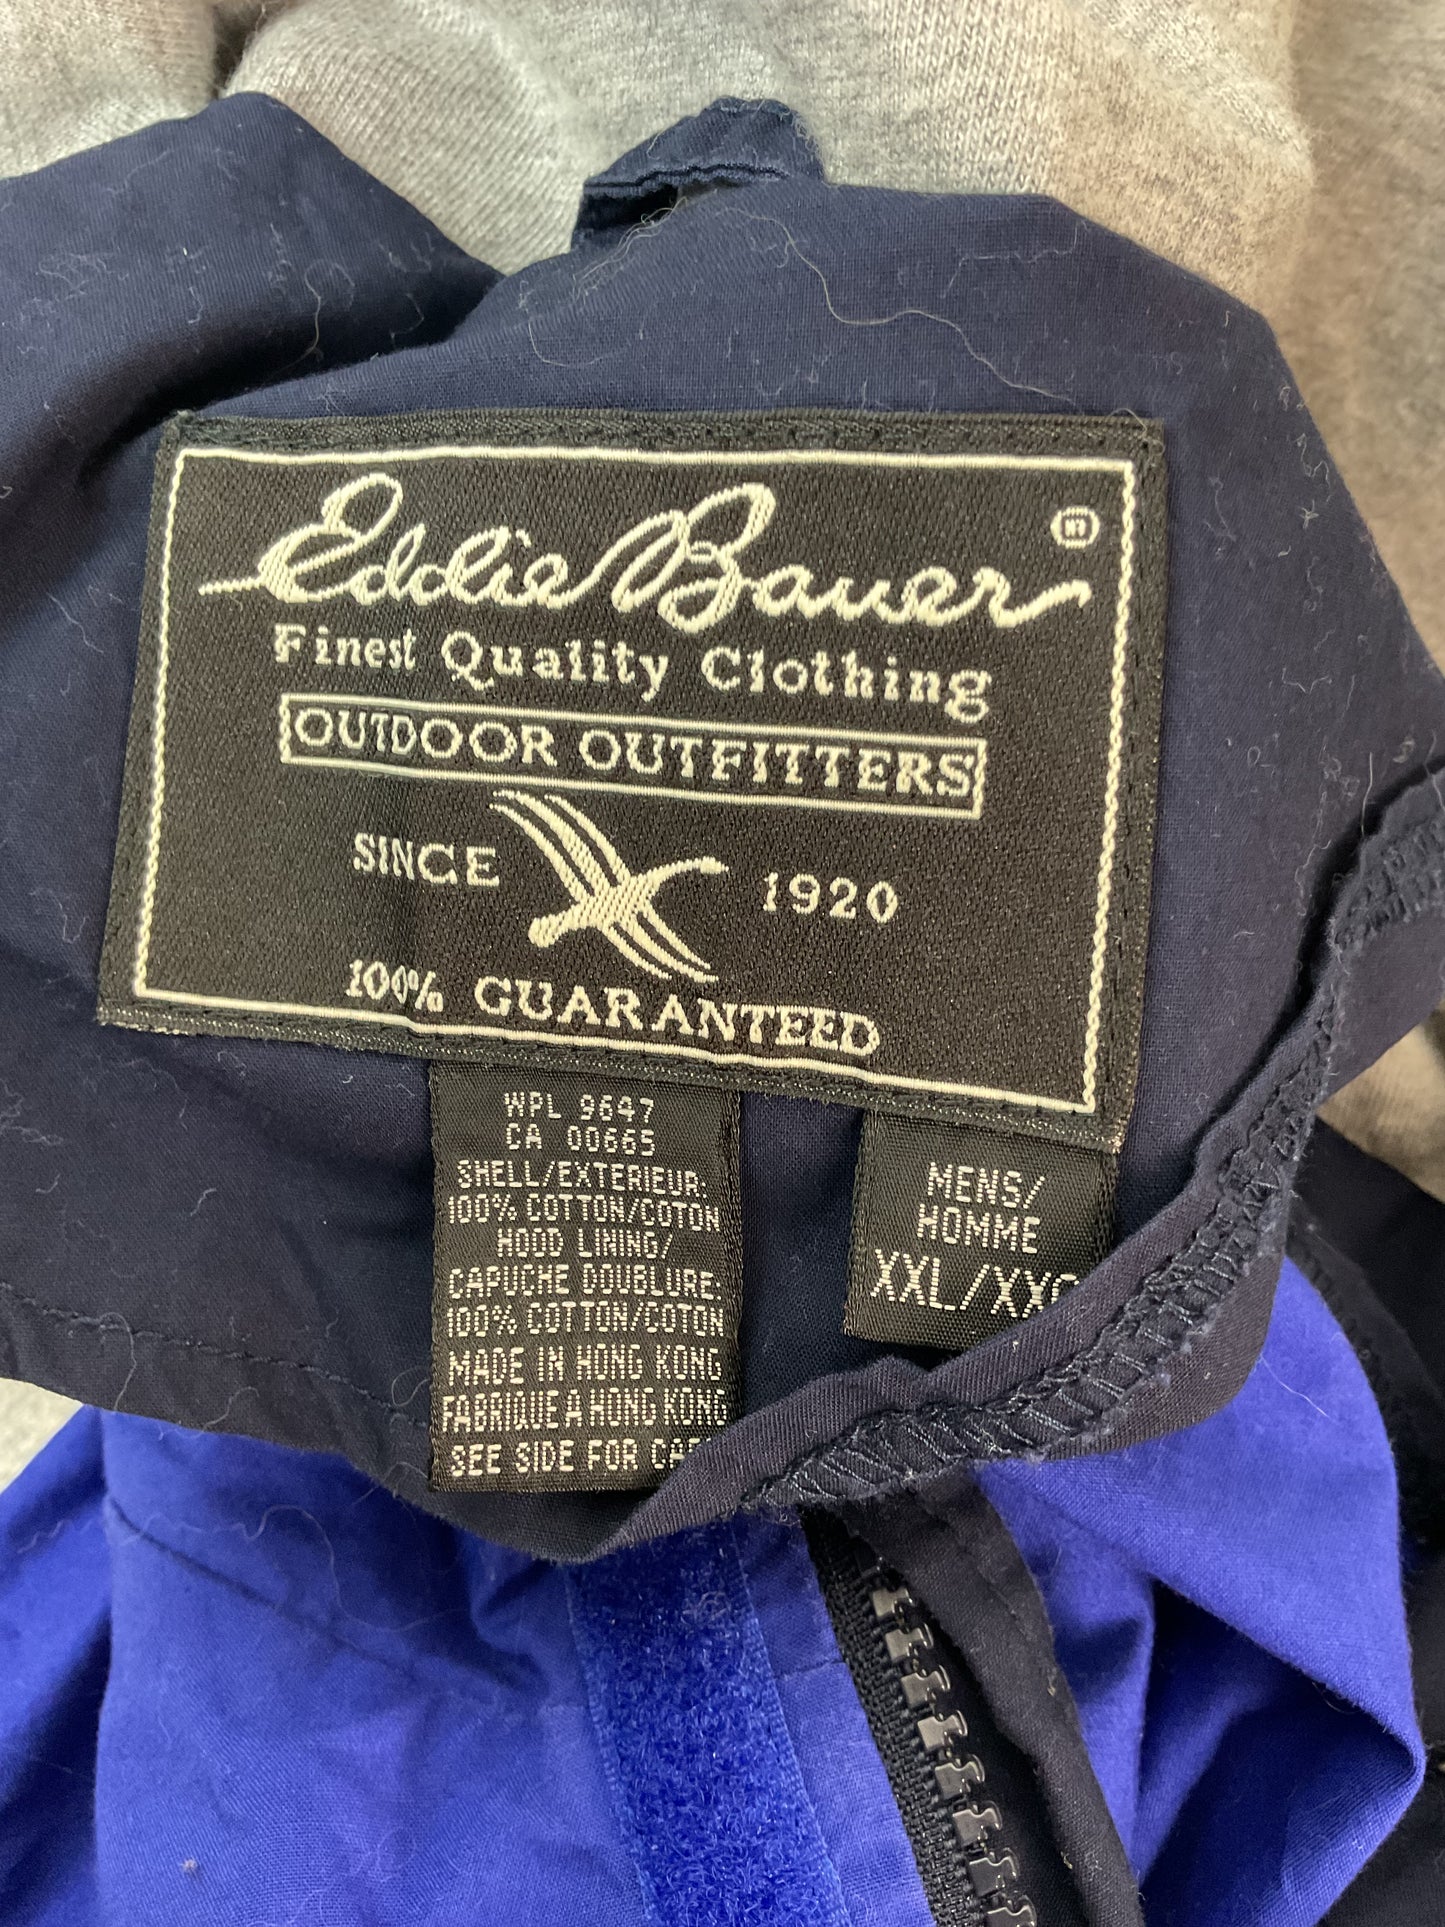 Eddie Bauer ®
Finest Quality Clothing
OUTDOOR OUTFITTERS
SINCE 1920
100% GUARANTEED
WPL 9647
CA 00665
SHELL/EXTERIEUR:
100% COTTON/COTON
HOOD LINING/
CAPUCHE DOUBLURE:
100% COTTON/COTON
MADE IN HONG KONG
FABRIQUE A HONG KONG
SEE SIDE FOR
MENS/
HOMME
XXL/